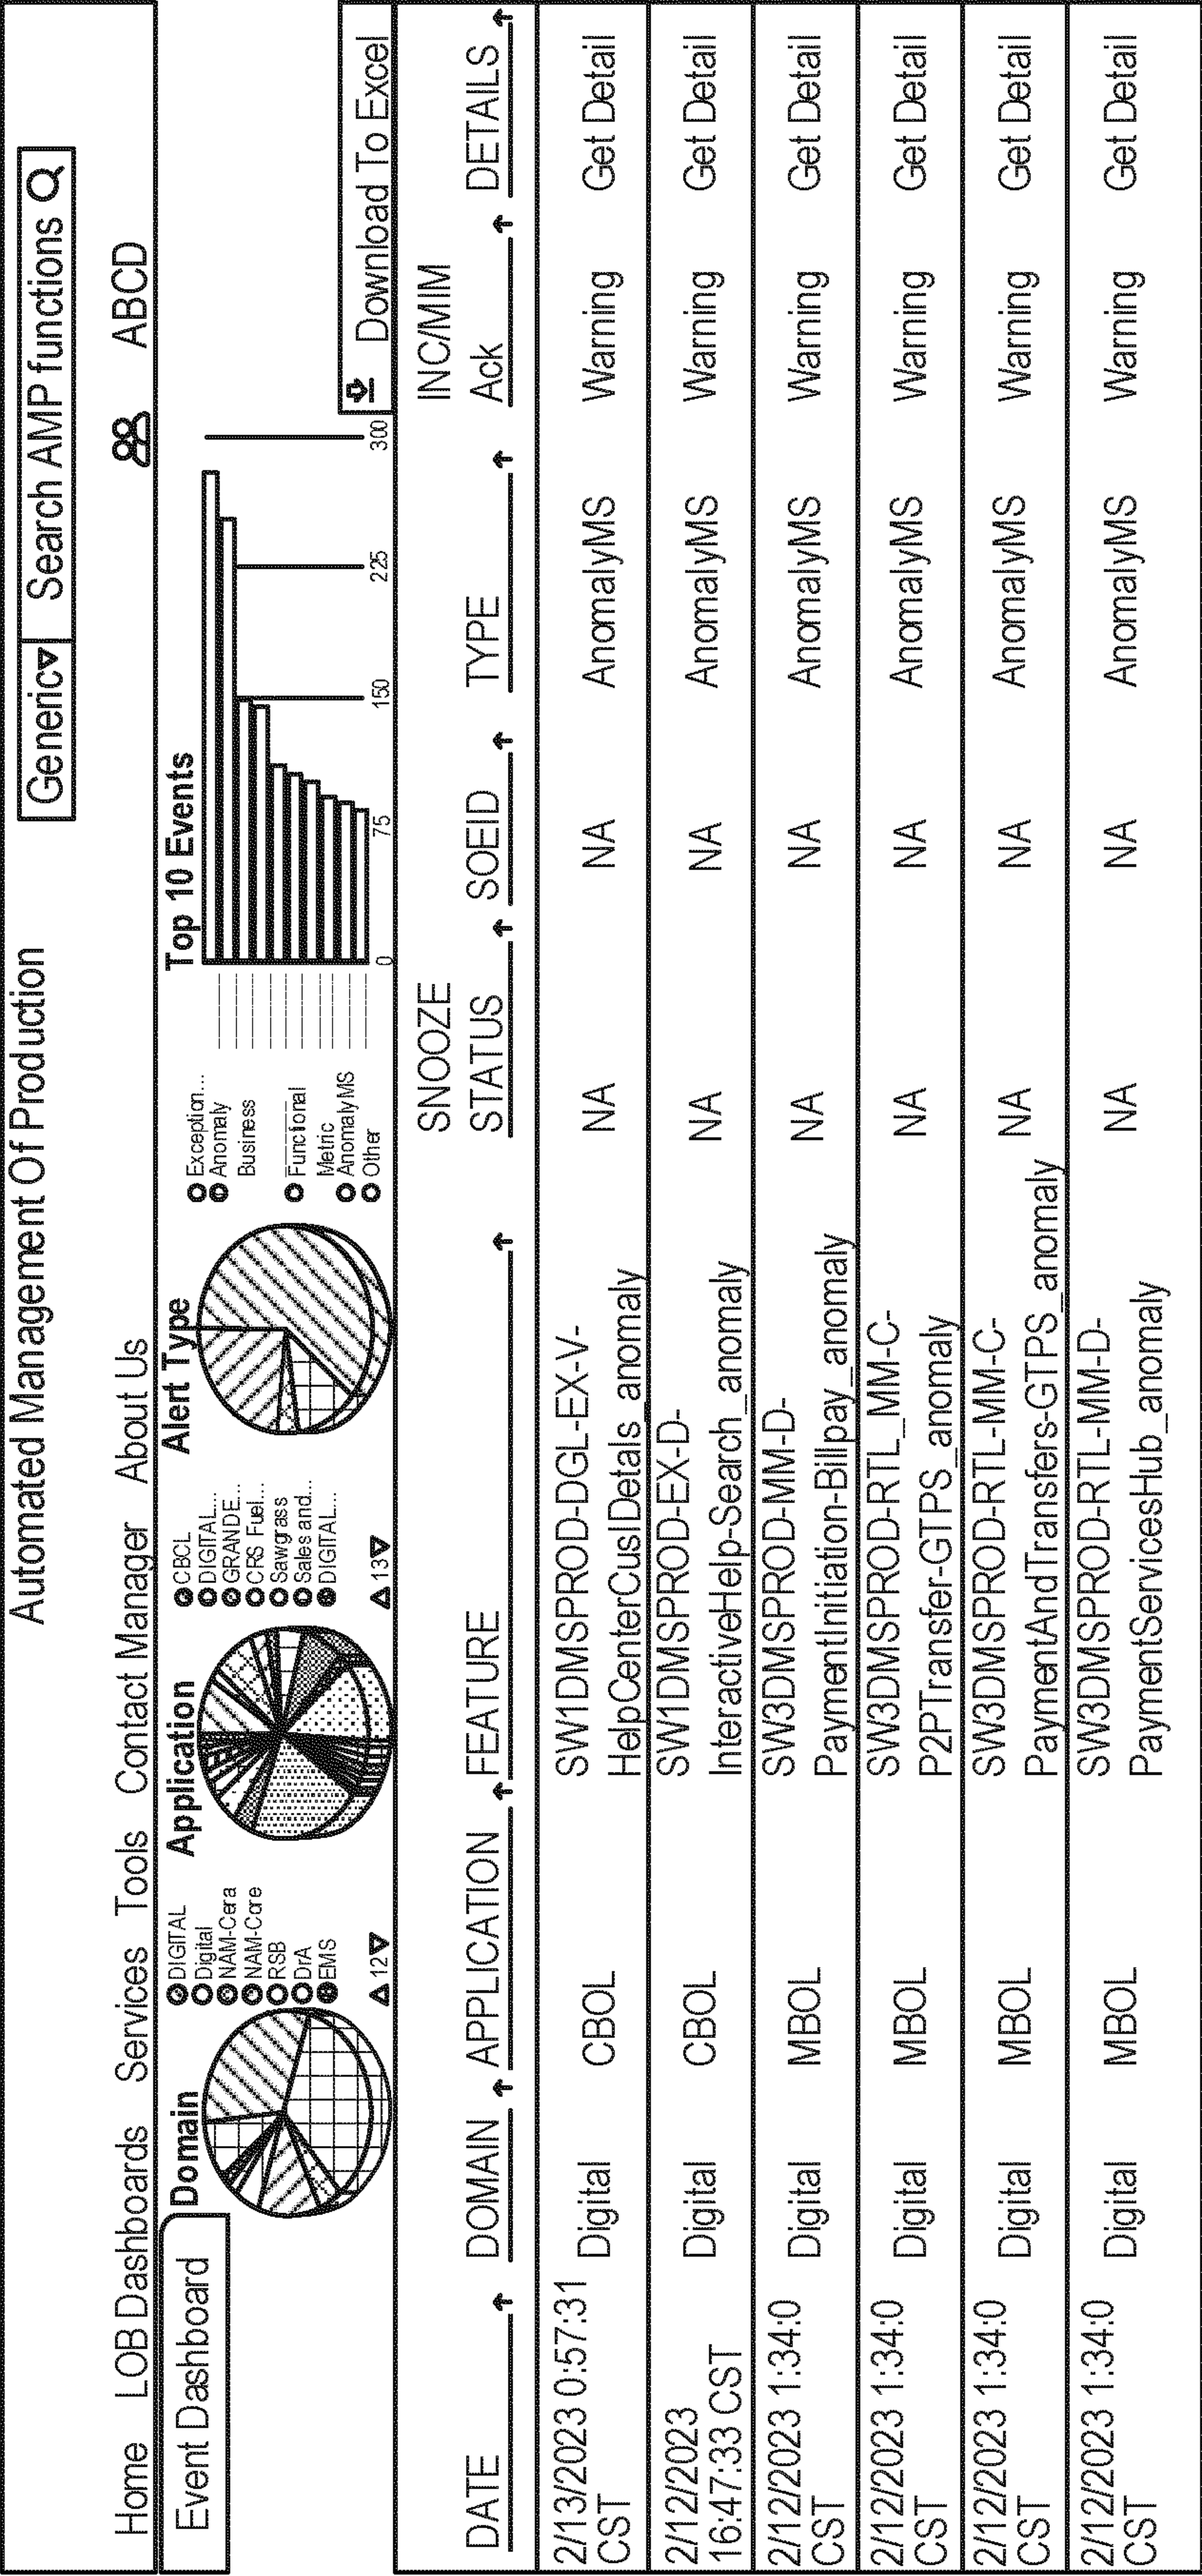 Automated Management Of Production
Generic Search AMP functions
Home LOB Dashboards Services Tools Contact Manager About Us ABCD
Event Dashboard
Domain
DIGITAL
Digital
NAM-Cera
NAM-Core
RSB
DrA
EMS
12
Application
CBCL
DIGITAL...
GRANDE...
CRS Fuel...
Sawgrass
Sales and...
DIGITAL...
13
Alert Type
Exception...
Anomaly
Business
Functional
Metric
AnomalyMS
Other
Top 10 Events
0 75 150 225 300
Download To Excel
DATE DOMAIN APPLICATION FEATURE SNOOZE STATUS SOEID TYPE INC/MIM Ack DETAILS
2/13/2023 0:57:31 Digital CBOL SW1DMSPROD-DGL-EX-V- NA NA AnomalyMS Warning Get Detail
CST HelpCenterCuslDetals_anomaly
2/12/2023 Digital CBOL SW1DMSPROD-EX-D- NA NA AnomalyMS Warning Get Detail
16:47:33 CST InteractiveHelp-Search_anomaly
2/12/2023 1:34:0 Digital MBOL SW3DMSPROD-MM-D- NA NA AnomalyMS Warning Get Detail
CST PaymentInitiation-Billpay_anomaly
2/12/2023 1:34:0 Digital MBOL SW3DMSPROD-RTL_MM-C- NA NA AnomalyMS Warning Get Detail
CST P2PTransfer-GTPS_anomaly
2/12/2023 1:34:0 Digital MBOL SW3DMSPROD-RTL-MM-C- NA NA AnomalyMS Warning Get Detail
CST PaymentAndTransfers-GTPS_anomaly
2/12/2023 1:34:0 Digital MBOL SW3DMSPROD-RTL-MM-D- NA NA AnomalyMS Warning Get Detail
CST PaymentServicesHub_anomaly